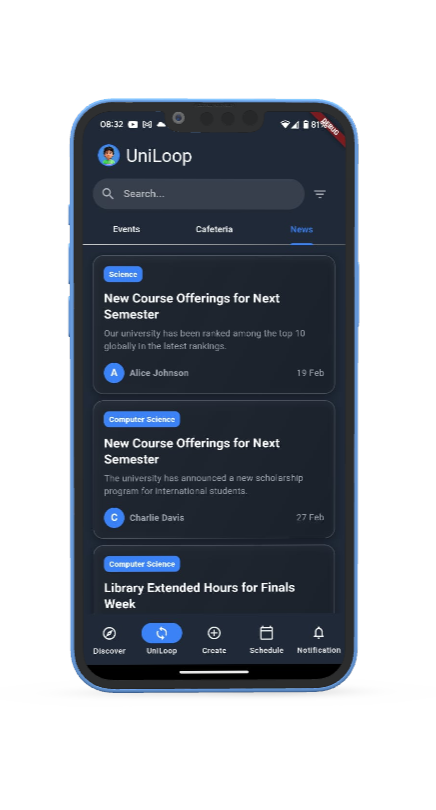 08:32
81%
DEBUG
UniLoop
Search...
Events
Cafeteria
News
Science
New Course Offerings for Next
Semester
Our university has been ranked among the top 10
globally in the latest rankings.
A
Alice Johnson
19 Feb
Computer Science
New Course Offerings for Next
Semester
The university has announced a new scholarship
program for international students.
C
Charlie Davis
27 Feb
Computer Science
Library Extended Hours for Finals
Week
Discover
UniLoop
Create
Schedule
Notification